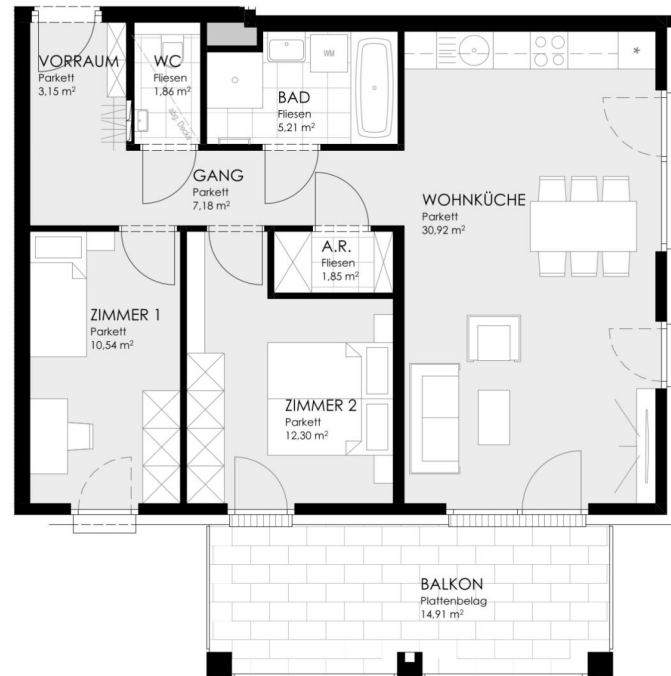 VORRAUM
Parkett
3,15 m²
WC
Fliesen
1,86 m²
abg. Decke
WM
BAD
Fliesen
5,21 m²
GANG
Parkett
7,18 m²
WOHNKÜCHE
Parkett
30,92 m²
A.R.
Fliesen
1,85 m²
ZIMMER 1
Parkett
10,54 m²
ZIMMER 2
Parkett
12,30 m²
BALKON
Plattenbelag
14,91 m²